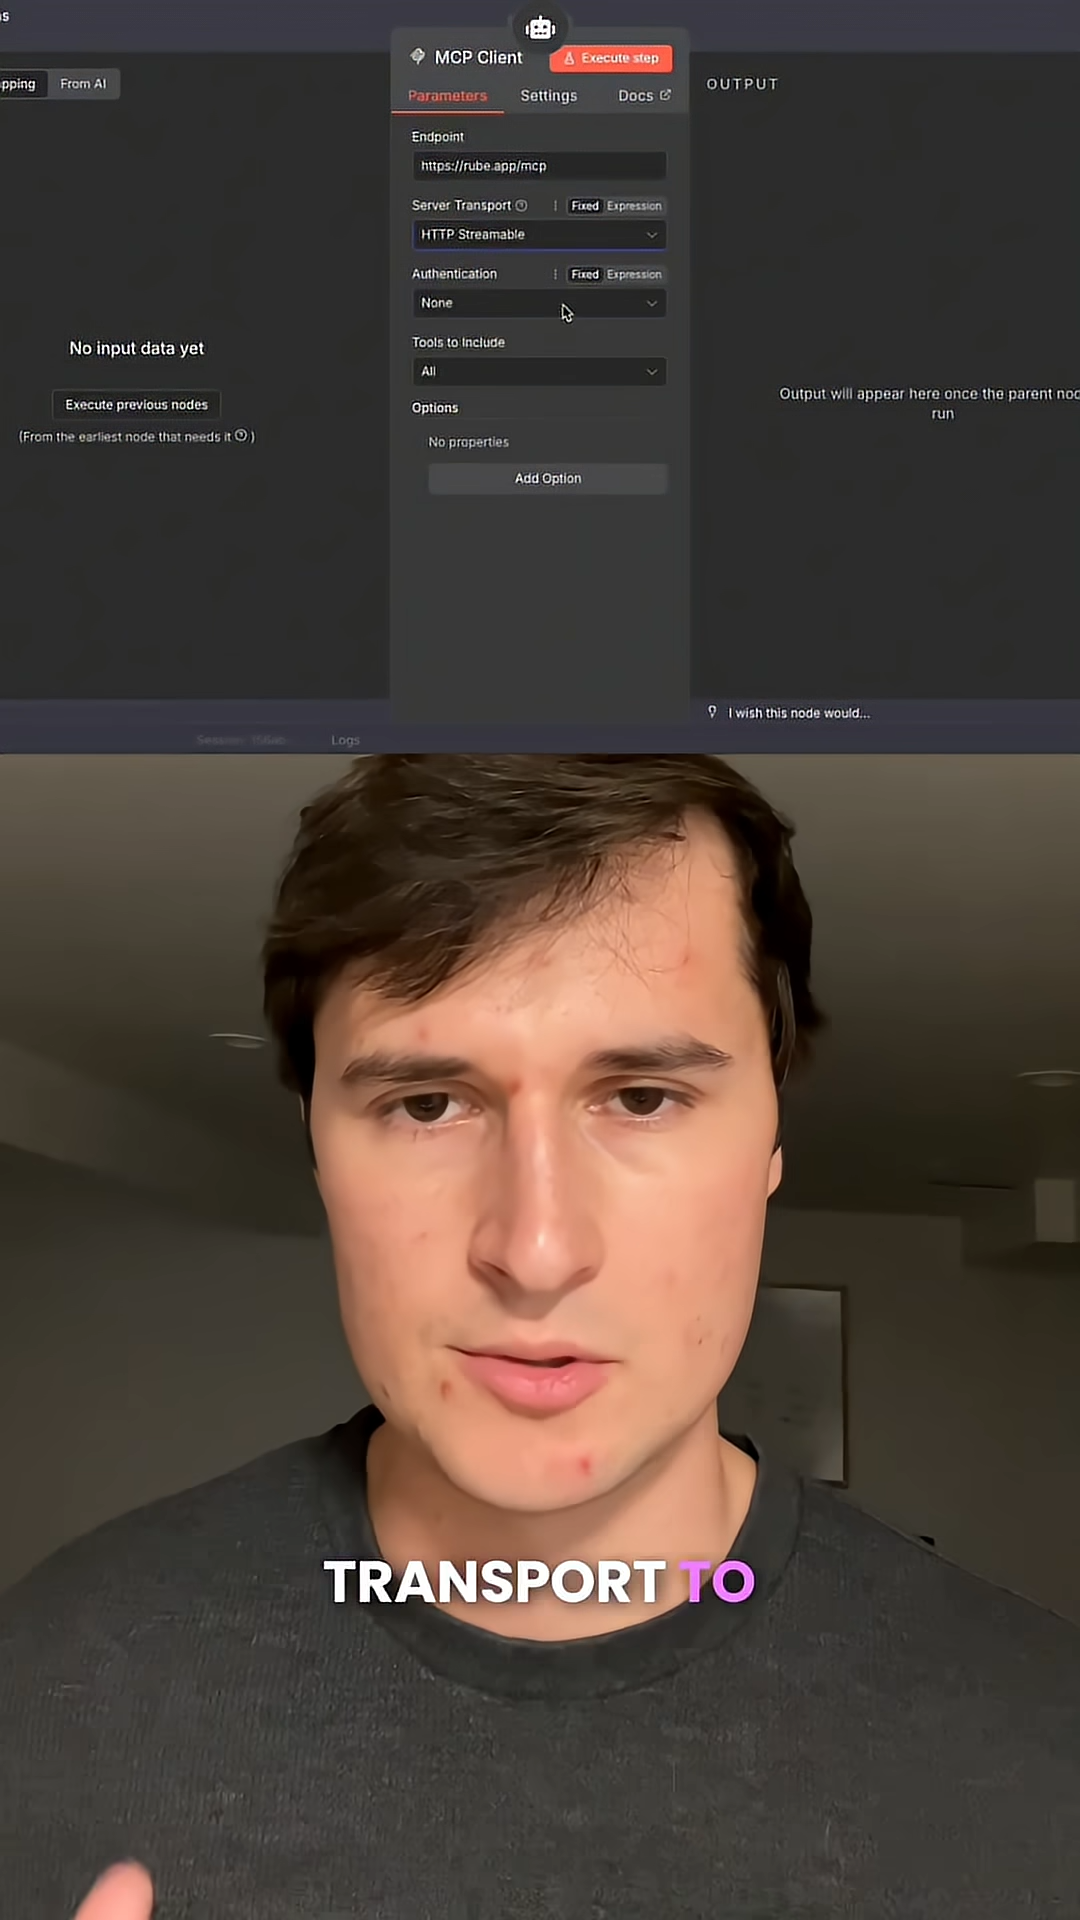 MCP Client
Execute step
pping
From AI
Parameters
Settings
Docs
OUTPUT
Endpoint
https://rube.app/mcp
Server Transport
Fixed
Expression
HTTP Streamable
Authentication
Fixed
Expression
None
Tools to Include
All
Options
No properties
Add Option
No input data yet
Execute previous nodes
(From the earliest node that needs it )
Output will appear here once the parent nod
run
I wish this node would...
Session
Logs
TRANSPORT TO